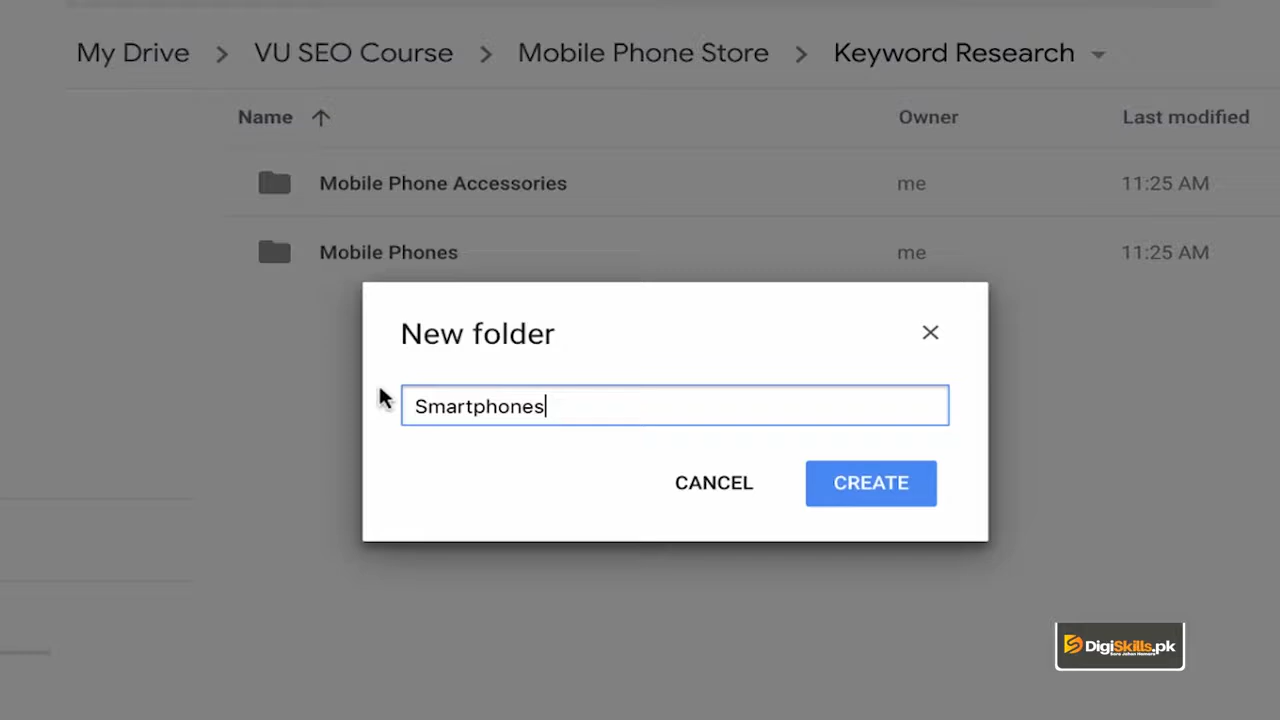 My Drive > VU SEO Course > Mobile Phone Store > Keyword Research
Name Owner Last modified
Mobile Phone Accessories me 11:25 AM
Mobile Phones me 11:25 AM
New folder
Smartphones
CANCEL CREATE
DigiSkills.pk